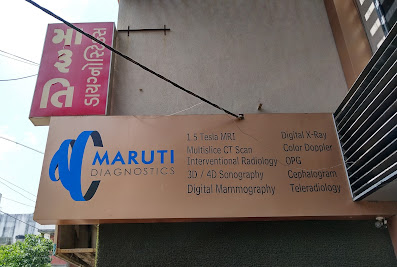 મારુતિ
ડાયગ્નોસ્ટિક્સ
MARUTI
DIAGNOSTICS
1.5 Tesla MRI
Multislice CT Scan
Interventional Radiology
3D / 4D Sonography
Digital Mammography
Digital X-Ray
Color Doppler
OPG
Cephalogram
Teleradiology